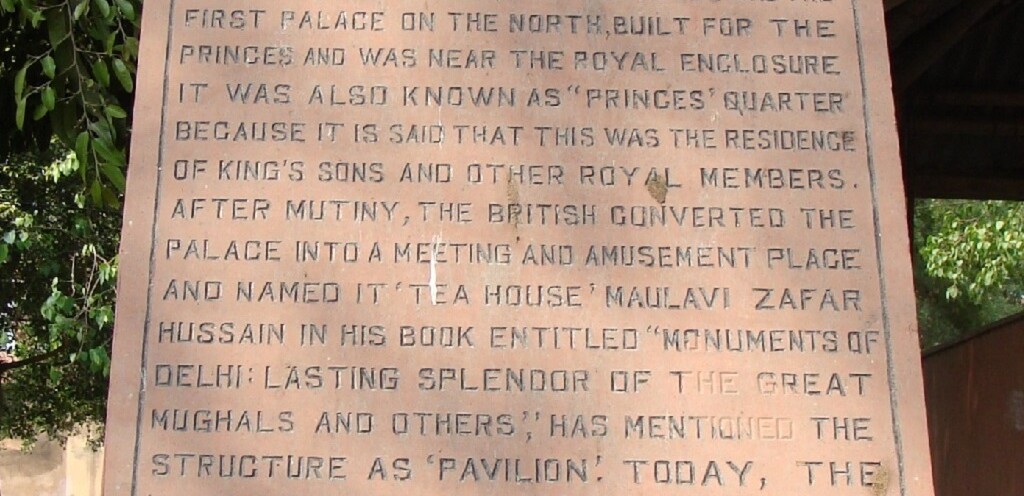 FIRST PALACE ON THE NORTH, BUILT FOR THE
PRINCES AND WAS NEAR THE ROYAL ENCLOSURE
IT WAS ALSO KNOWN AS "PRINCES' QUARTER
BECAUSE IT IS SAID THAT THIS WAS THE RESIDENCE
OF KING'S SONS AND OTHER ROYAL MEMBERS.
AFTER MUTINY, THE BRITISH CONVERTED THE
PALACE INTO A MEETING AND AMUSEMENT PLACE
AND NAMED IT 'TEA HOUSE' MAULAVI ZAFAR
HUSSAIN IN HIS BOOK ENTITLED "MONUMENTS OF
DELHI: LASTING SPLENDOR OF THE GREAT
MUGHALS AND OTHERS", HAS MENTIONED THE
STRUCTURE AS 'PAVILION'. TODAY, THE